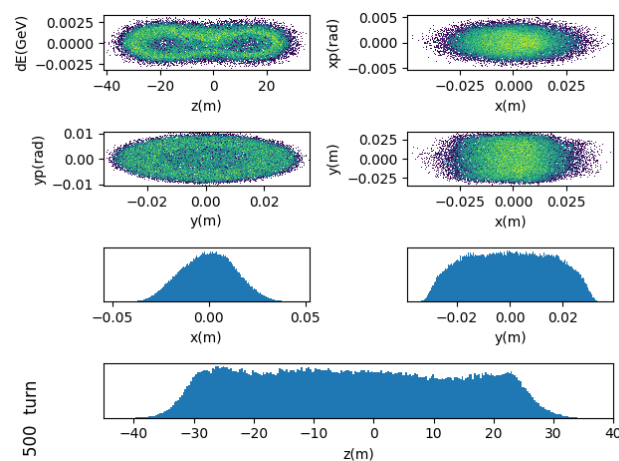 dE(GeV)
0.0025
0.0000
−0.0025
−40 −20 0 20
z(m)
xp(rad)
0.005
0.000
−0.005
−0.025 0.000 0.025
x(m)
yp(rad)
0.01
0.00
−0.01
−0.02 0.00 0.02
y(m)
y(m)
0.025
0.000
−0.025
−0.025 0.000 0.025
x(m)
−0.05 0.00 0.05
x(m)
−0.02 0.00 0.02
y(m)
500 turn
−40 −30 −20 −10 0 10 20 30 40
z(m)